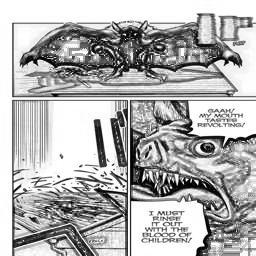 GAAH!
MY MOUTH
TASTES
REVOLTING!
I MUST
RINSE
IT OUT
WITH THE
BLOOD OF
CHILDREN!